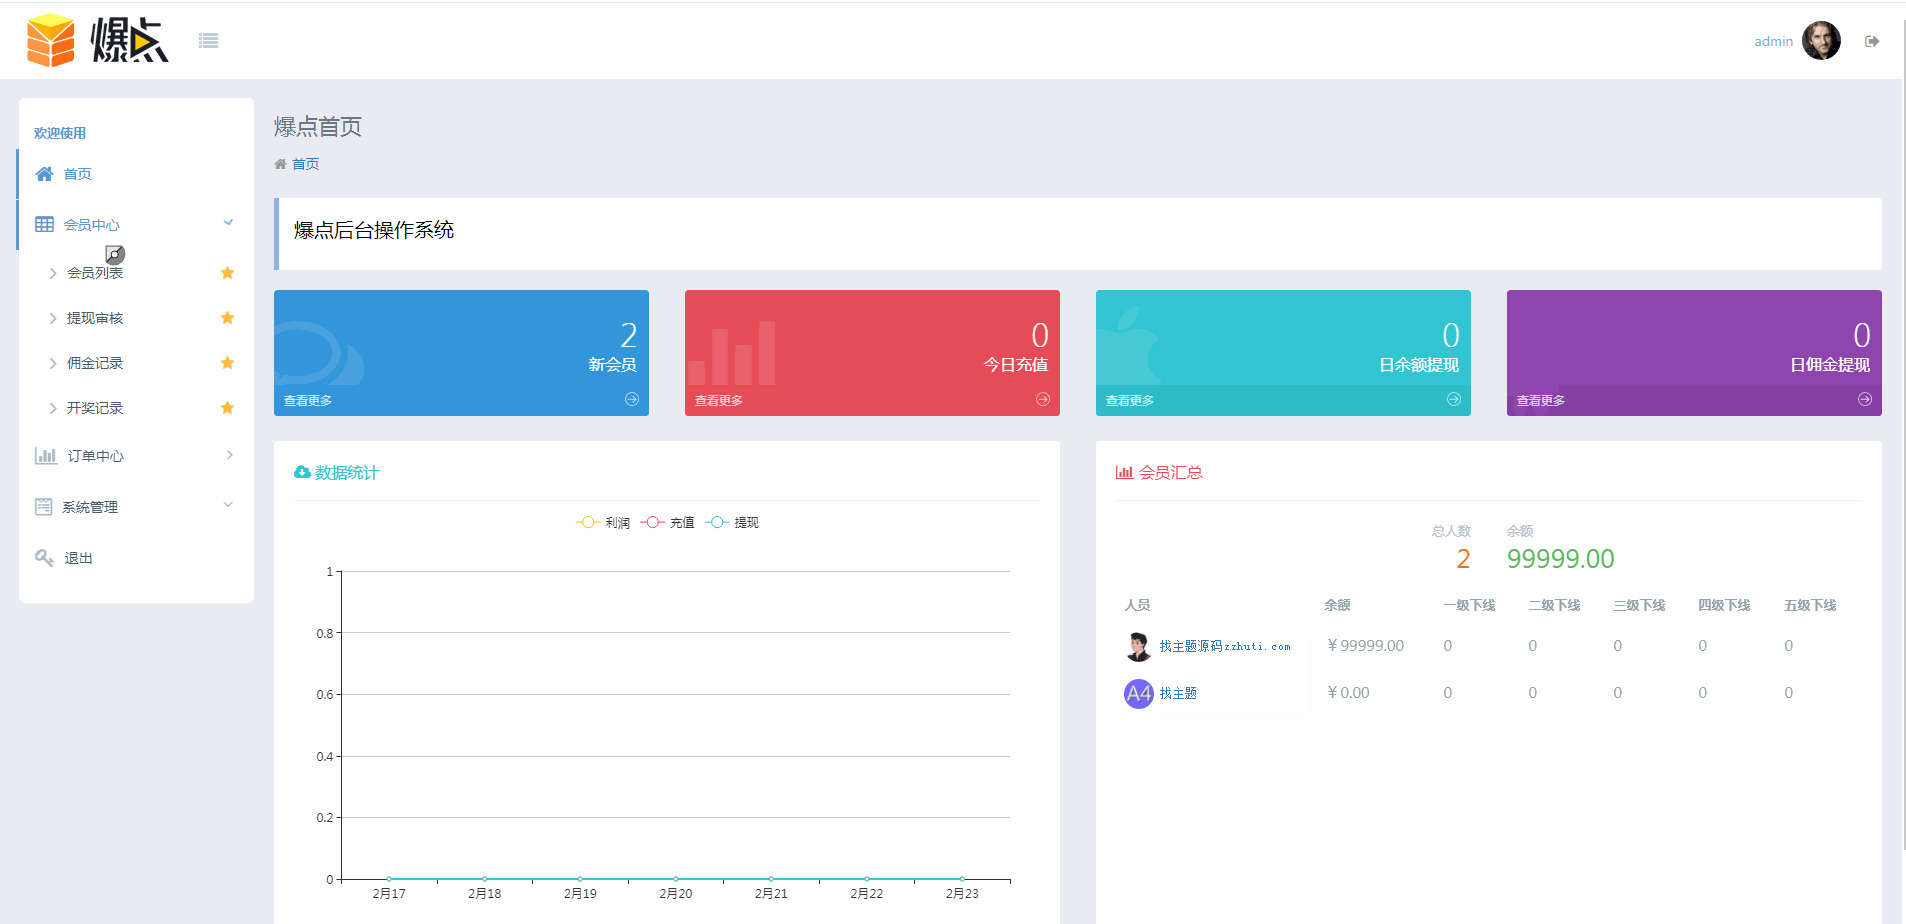 爆点
admin
欢迎使用
首页
会员中心
会员列表
提现审核
佣金记录
开奖记录
订单中心
系统管理
退出
爆点首页
首页
爆点后台操作系统
2
新会员
查看更多
0
今日充值
查看更多
0
日余额提现
查看更多
0
日佣金提现
查看更多
数据统计
利润 充值 提现
1
0.8
0.6
0.4
0.2
0
2月17 2月18 2月19 2月20 2月21 2月22 2月23
会员汇总
总人数 余额
2 99999.00
人员 余额 一级下线 二级下线 三级下线 四级下线 五级下线
找主题源码zzhuti.com ￥99999.00 0 0 0 0 0
A4 找主题 ￥0.00 0 0 0 0 0